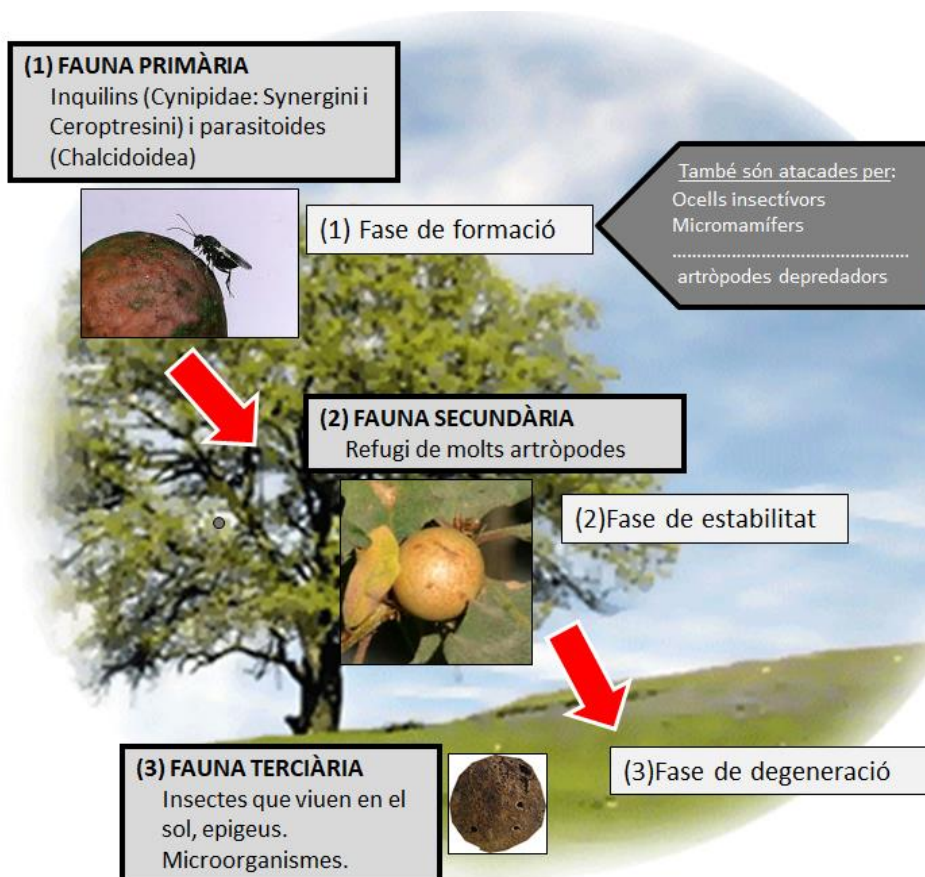 (1) FAUNA PRIMÀRIA
Inquilins (Cynipidae: Synergini i
Ceroptresini) i parasitoides
(Chalcidoidea)
(1) Fase de formació
També són atacades per:
Ocells insectívors
Micromamífers
................................................
artròpodes depredadors
(2) FAUNA SECUNDÀRIA
Refugi de molts artròpodes
(2)Fase de estabilitat
(3) FAUNA TERCIÀRIA
Insectes que viuen en el
sol, epigeus.
Microorganismes.
(3)Fase de degeneració